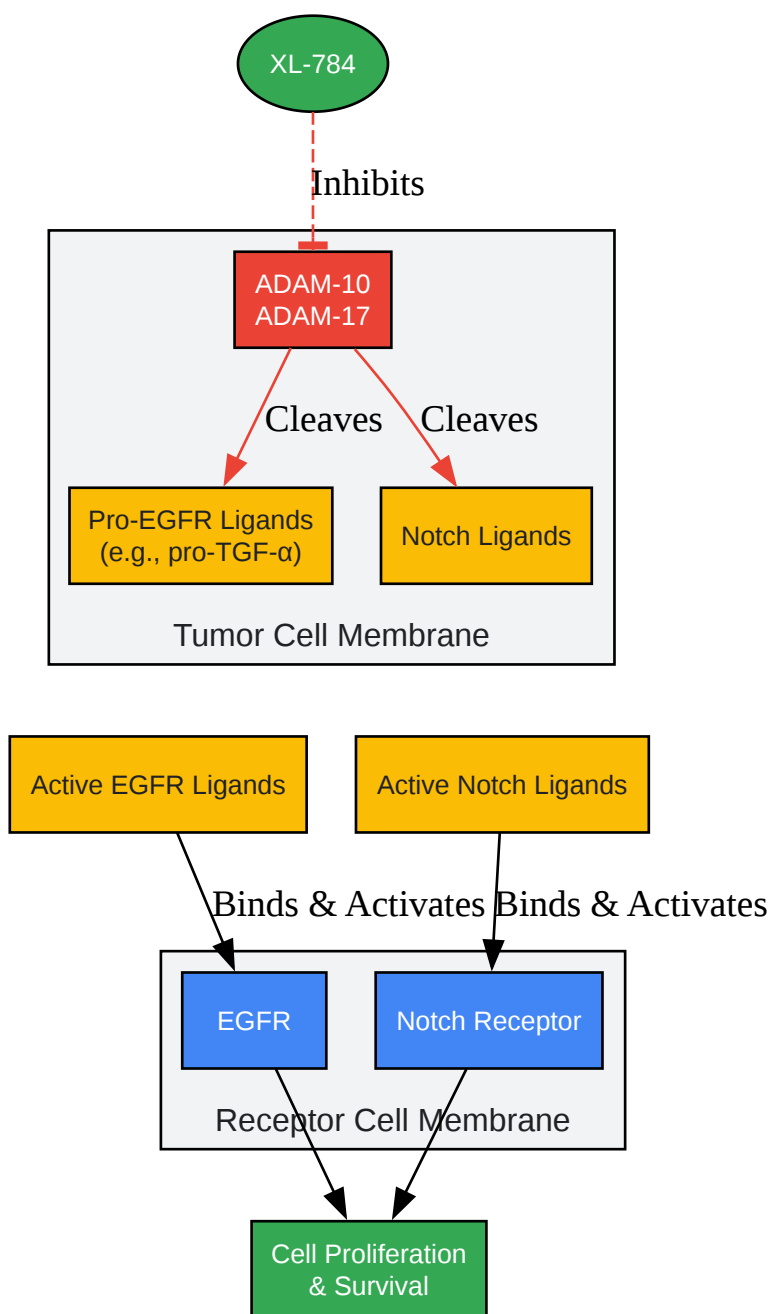 XL-784
Inhibits
ADAM-10
ADAM-17
Cleaves
Cleaves
Pro-EGFR Ligands
(e.g., pro-TGF-α)
Notch Ligands
Tumor Cell Membrane
Active EGFR Ligands
Active Notch Ligands
Binds & Activates
Binds & Activates
EGFR
Notch Receptor
Receptor Cell Membrane
Cell Proliferation
& Survival